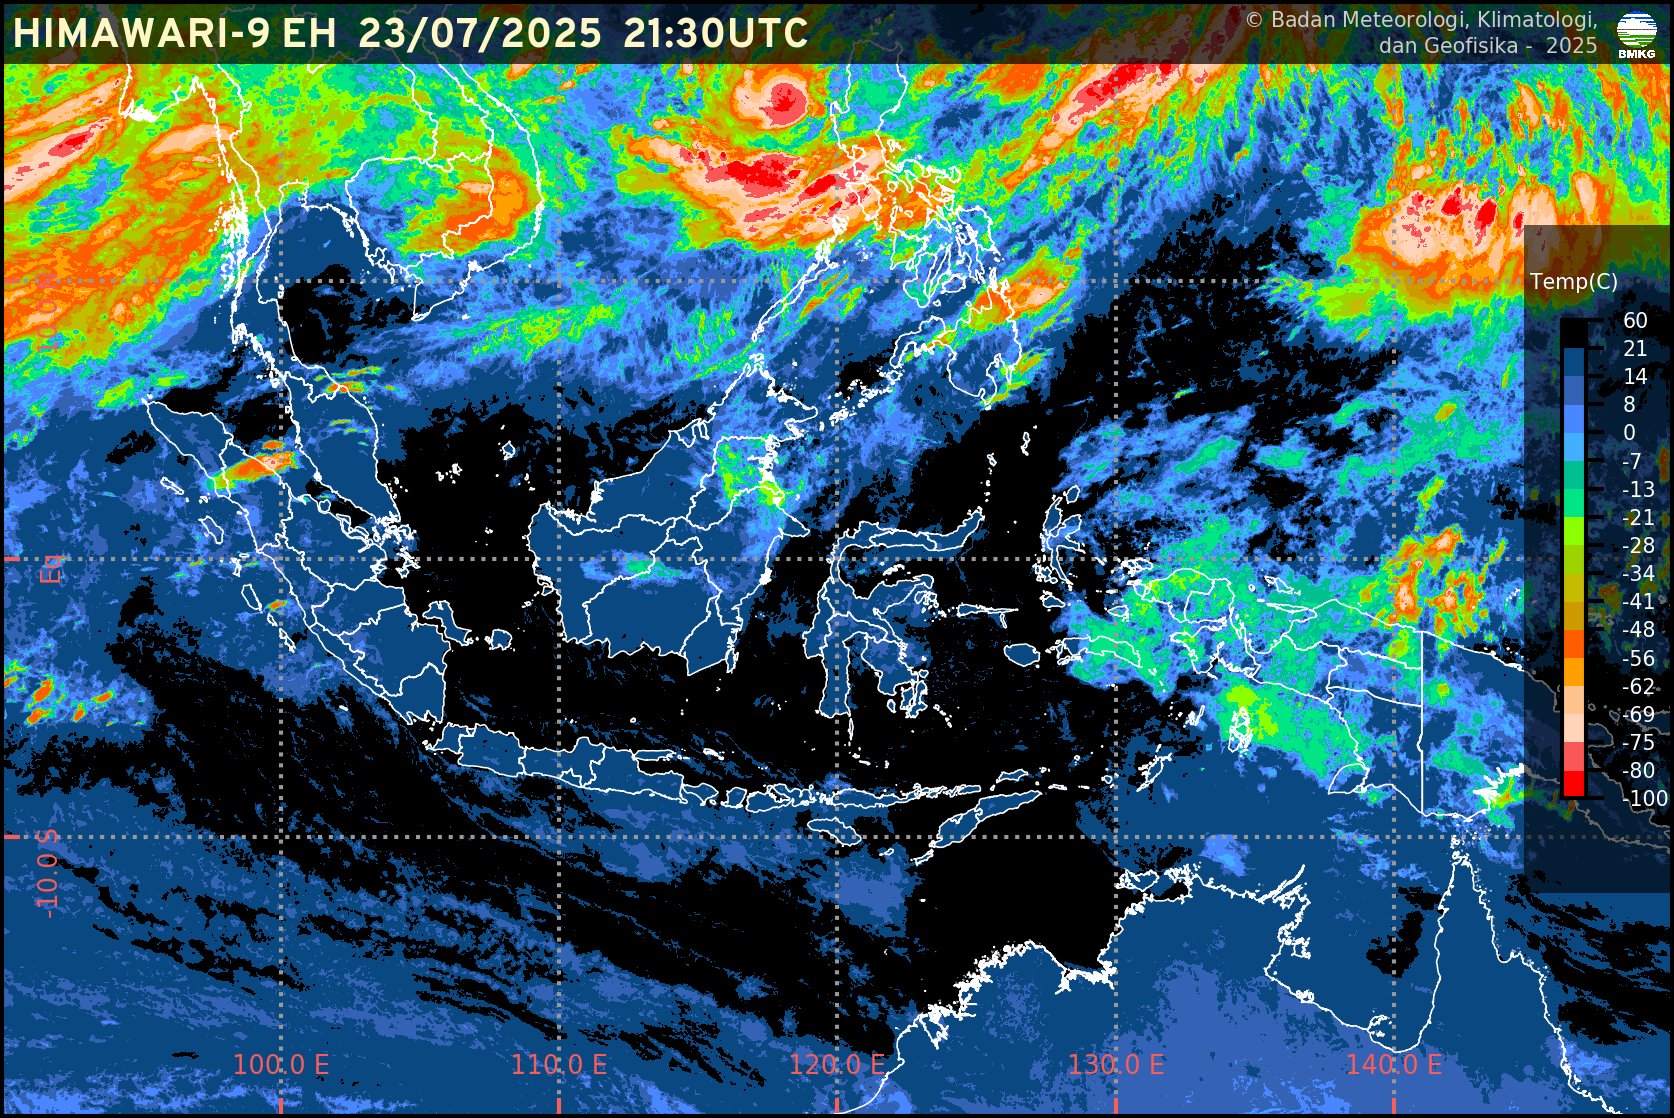 HIMAWARI-9 EH 23/07/2025 21:30UTC
© Badan Meteorologi, Klimatologi,
dan Geofisika - 2025
BMKG
Temp(C)
60
21
14
8
0
-7
-13
-21
-28
-34
-41
-48
-56
-62
-69
-75
-80
-100
Eq
-10.0 S
100.0 E
110.0 E
120.0 E
130.0 E
140.0 E